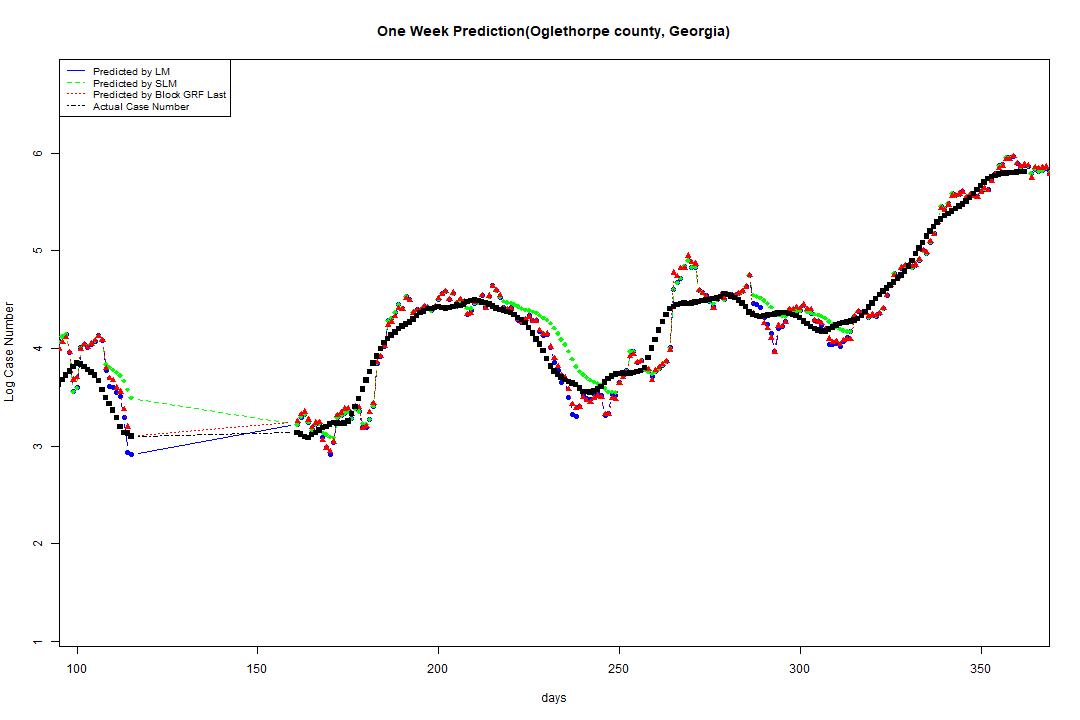 One Week Prediction(Oglethorpe county, Georgia)
Predicted by LM
Predicted by SLM
Predicted by Block GRF Last
Actual Case Number
6
5
4
3
2
1
Log Case Number
100 150 200 250 300 350
days